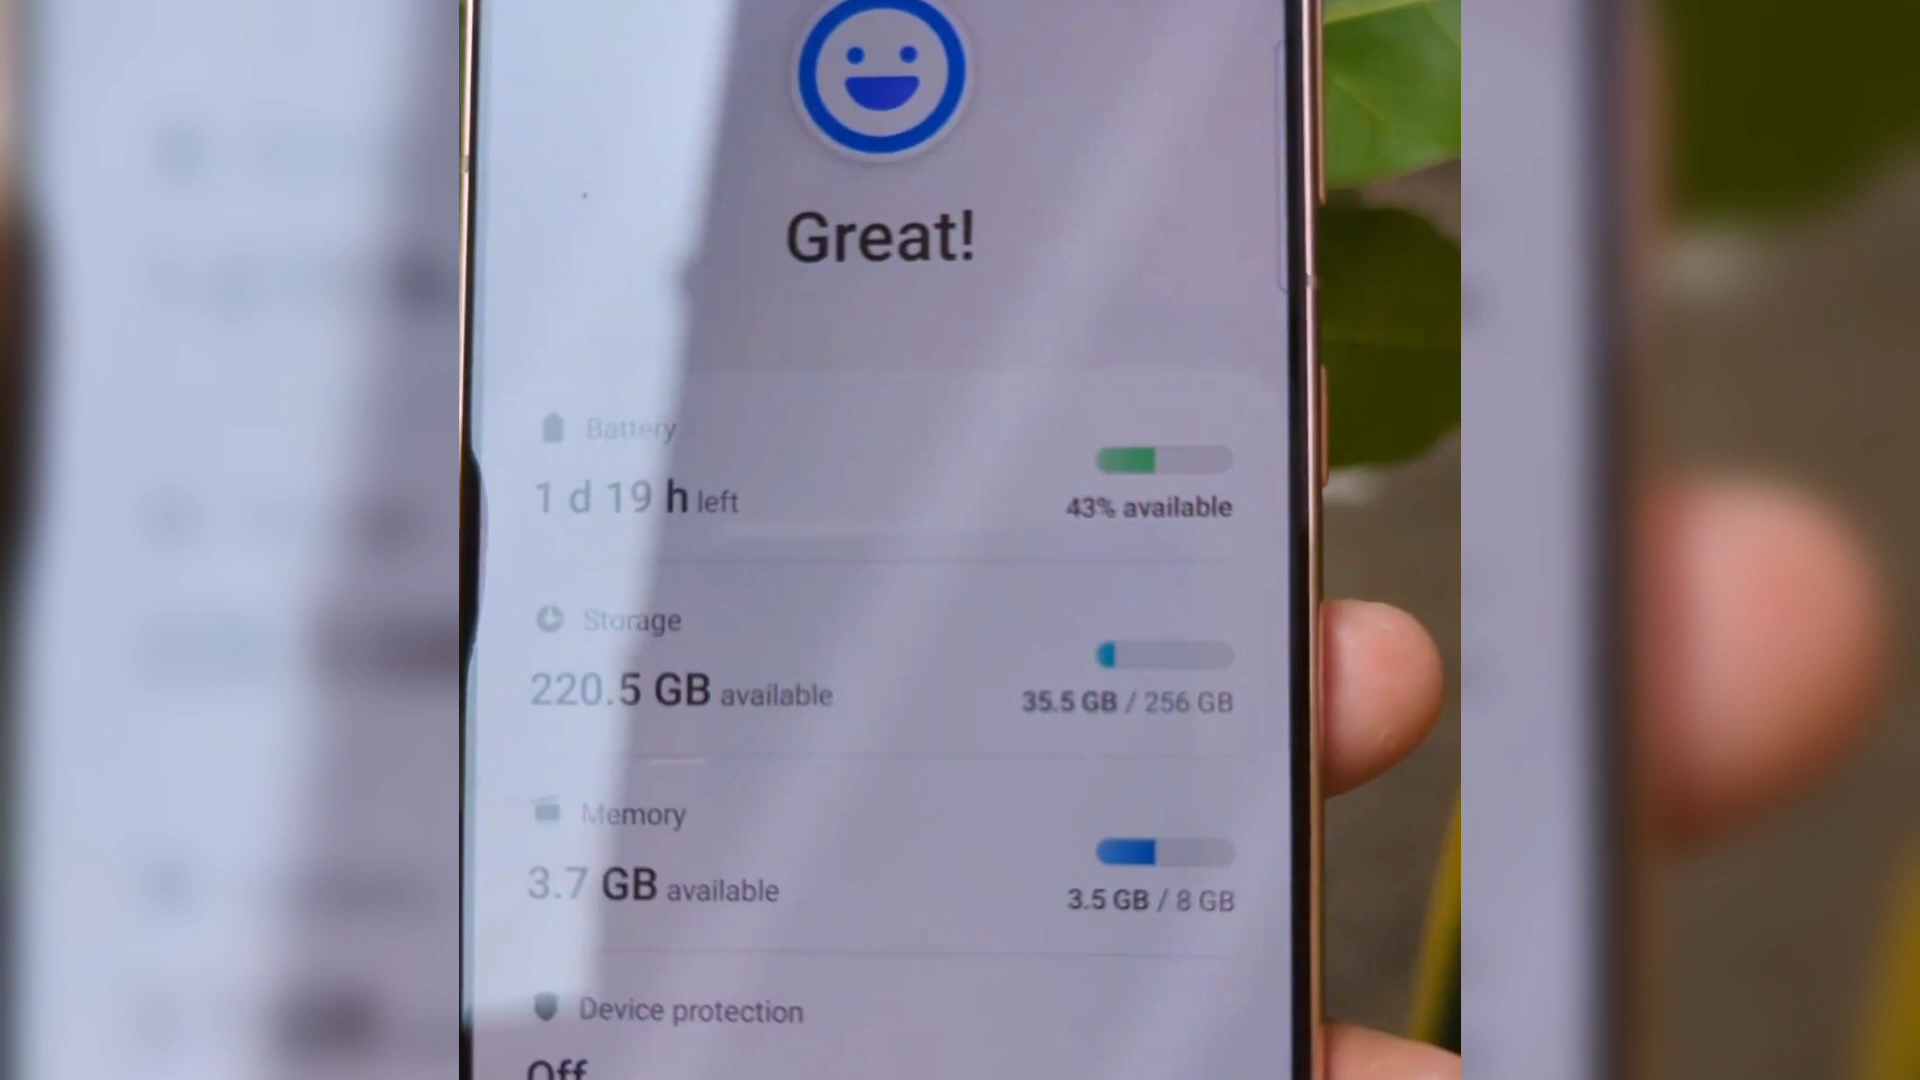 Great!
Battery
1 d 19 h left
43% available
Storage
220.5 GB available
35.5 GB / 256 GB
Memory
3.7 GB available
3.5 GB / 8 GB
Device protection
Off